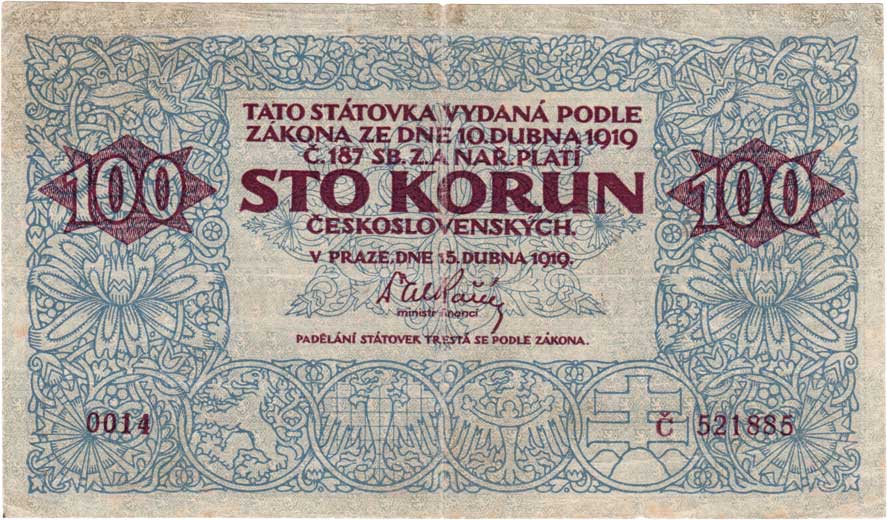 TATO STÁTOVKA VYDANÁ PODLE
ZÁKONA ZE DNE 10. DUBNA 1919
Č. 187 SB. Z. A NAŘ. PLATÍ
100 STO KORUN 100
ČESKOSLOVENSKÝCH.
V PRAZE, DNE 15. DUBNA 1919.
ministr financí
PADĚLÁNÍ STÁTOVEK TRESTÁ SE PODLE ZÁKONA.
0014 Č 521885